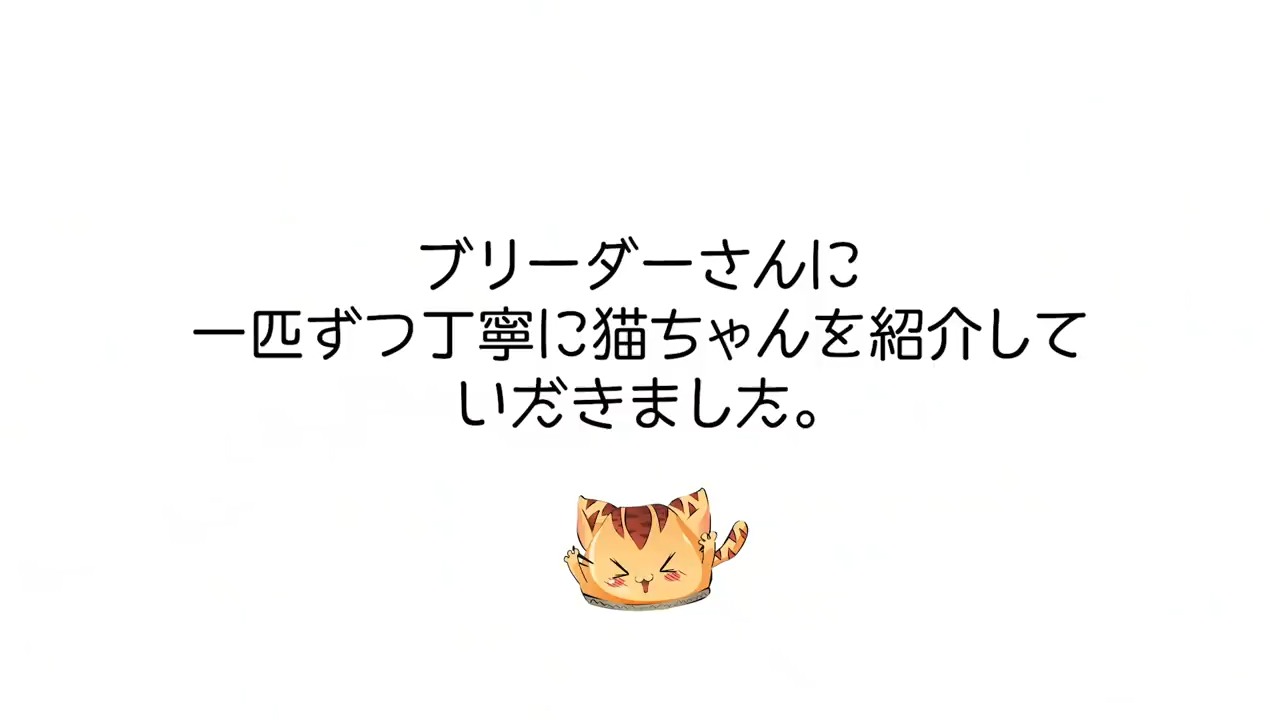 ブリーダーさんに
一匹ずつ丁寧に猫ちゃんを紹介して
いだきました。